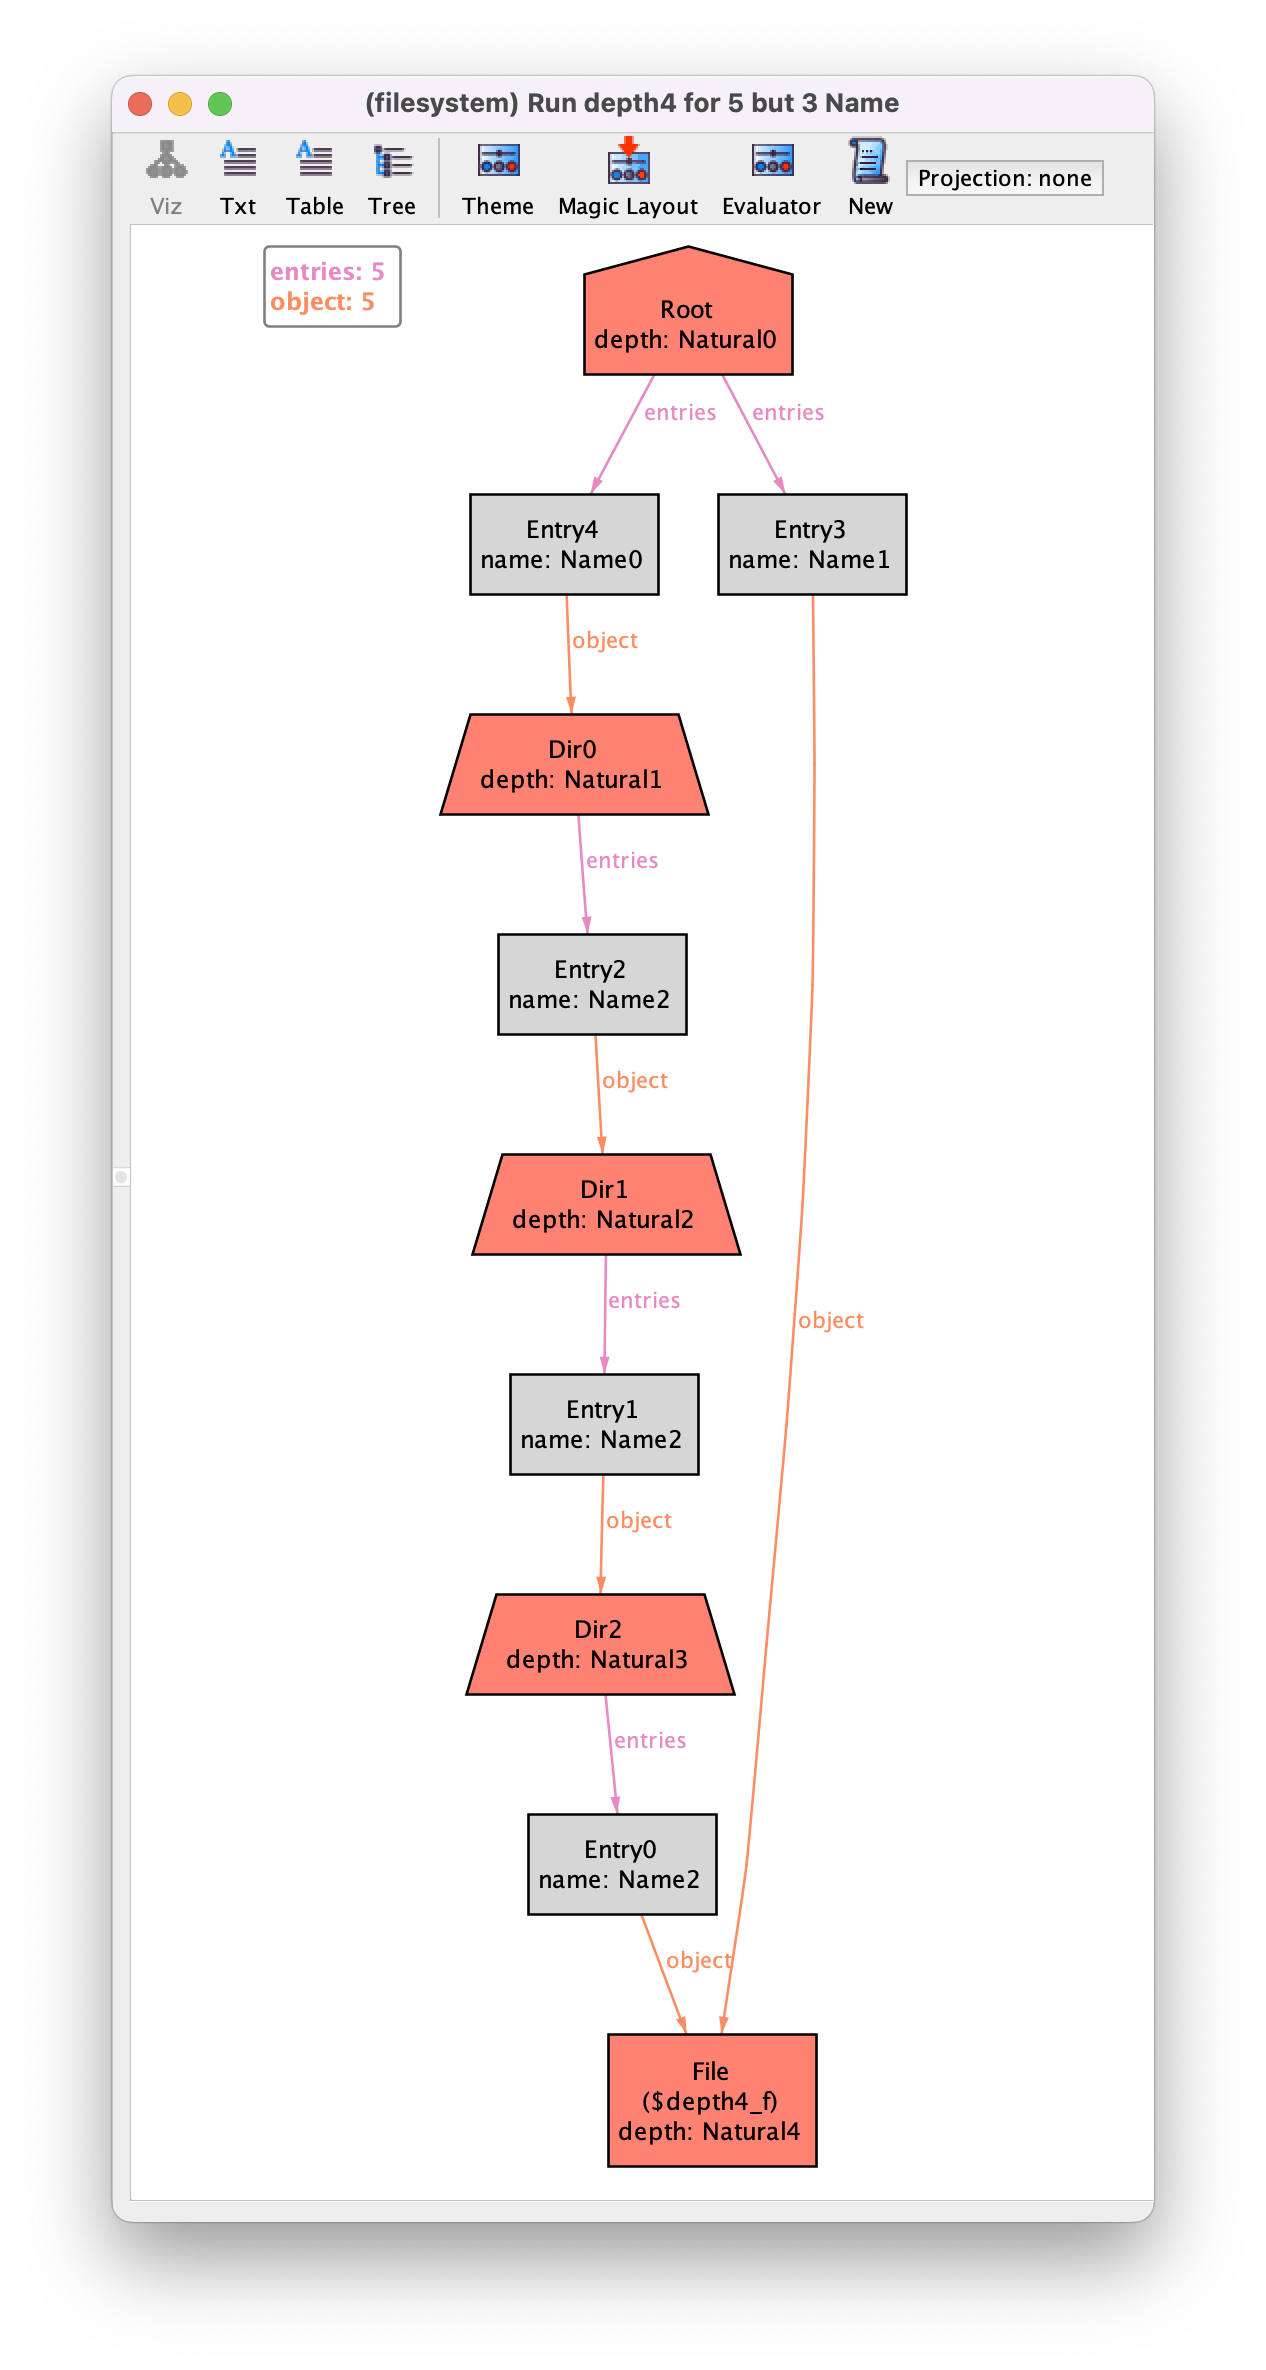 (filesystem) Run depth4 for 5 but 3 Name
Viz Txt Table Tree Theme Magic Layout Evaluator New Projection: none
entries: 5
object: 5
Root
depth: Natural0
entries entries
Entry4
name: Name0
Entry3
name: Name1
object
Dir0
depth: Natural1
entries
Entry2
name: Name2
object
Dir1
depth: Natural2
entries
object
Entry1
name: Name2
object
Dir2
depth: Natural3
entries
Entry0
name: Name2
object
File
($depth4_f)
depth: Natural4